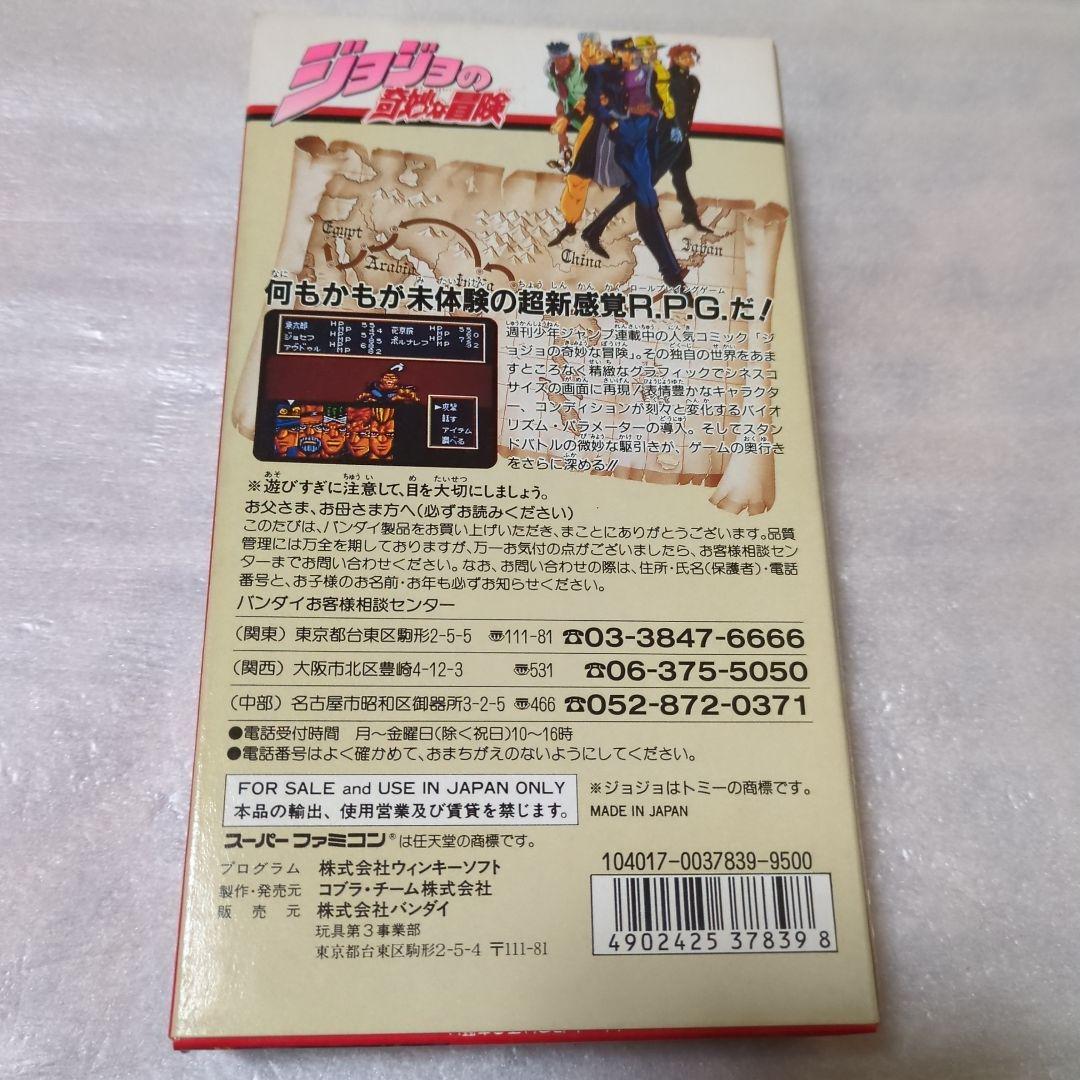 ジョジョの
奇妙な冒険
Egypt
Arabia
China
Japan
何もかもが未体験の超新感覚R.P.G.だ!
なに みたいけん ちょうしんかんかく ロールプレイングゲーム
承太郎
ジョセフ
アヴドゥル
花京院
ポルナレフ
▶攻撃
話す
アイテム
調べる
週刊少年ジャンプ連載中の人気コミック「ジ
ョジョの奇妙な冒険」。その独自の世界をあま
すところなく精緻なグラフィックでシネスコ
サイズの画面に再現!表情豊かなキャラクタ
ー、コンディションが刻々と変化するバイオ
リズム・パラメーターの導入。そしてスタン
ドバトルの微妙な駆引きが、ゲームの奥行き
をさらに深める!!
※遊びすぎに注意して、目を大切にしましょう。
お父さま、お母さま方へ(必ずお読みください)
このたびは、バンダイ製品をお買い上げいただき、まことにありがとうございます。品質
管理には万全を期しておりますが、万一お気付の点がございましたら、お客様相談セン
ターまでお問い合わせください。なお、お問い合わせの際は、住所・氏名(保護者)・電話
番号と、お子様のお名前・お年も必ずお知らせください。
バンダイお客様相談センター
(関東) 東京都台東区駒形2-5-5 〠111-81 ☎03-3847-6666
(関西) 大阪市北区豊崎4-12-3 〠531 ☎06-375-5050
(中部) 名古屋市昭和区御器所3-2-5 〠466 ☎052-872-0371
●電話受付時間 月〜金曜日(除く祝日)10〜16時
●電話番号はよく確かめて、おまちがえのないようにしてください。
FOR SALE and USE IN JAPAN ONLY
本品の輸出、使用営業及び賃貸を禁じます。
※ジョジョはトミーの商標です。
MADE IN JAPAN
スーパーファミコン®は任天堂の商標です。
プログラム 株式会社ウィンキーソフト
製作・発売元 コブラ・チーム株式会社
販売元 株式会社バンダイ
玩具第3事業部
東京都台東区駒形2-5-4 〒111-81
104017-0037839-9500
4902425 37839 8